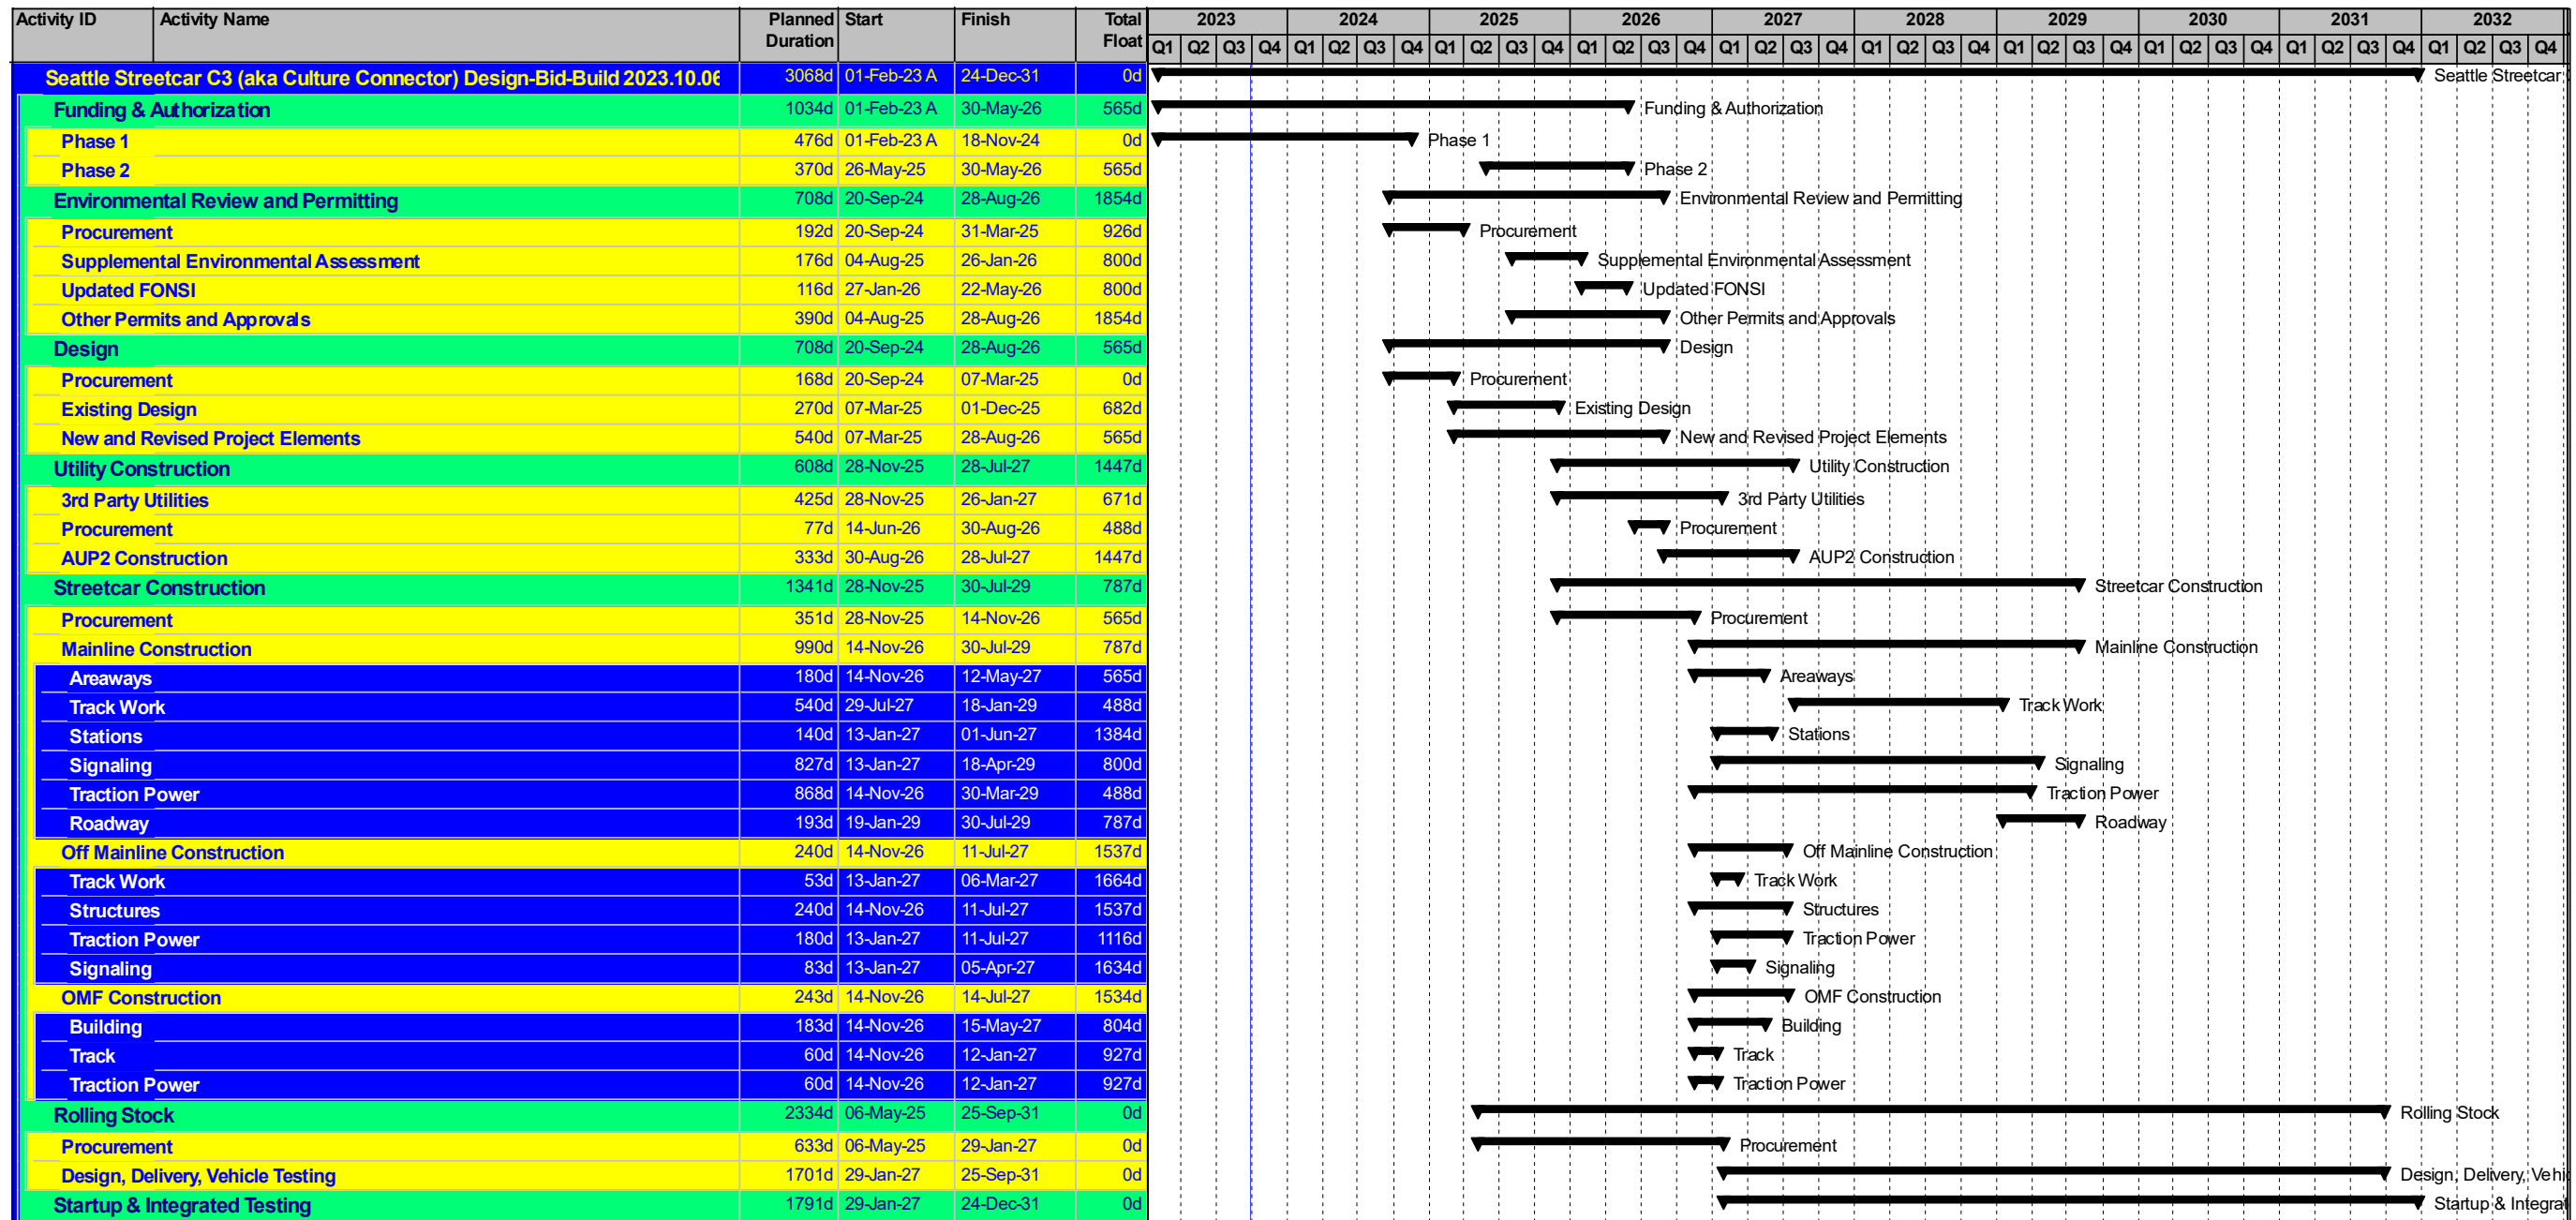 Activity ID Activity Name Planned Duration Start Finish Total Float 2023 2024 2025 2026 2027 2028 2029 2030 2031 2032
Q1 Q2 Q3 Q4 Q1 Q2 Q3 Q4 Q1 Q2 Q3 Q4 Q1 Q2 Q3 Q4 Q1 Q2 Q3 Q4 Q1 Q2 Q3 Q4 Q1 Q2 Q3 Q4 Q1 Q2 Q3 Q4 Q1 Q2 Q3 Q4 Q1 Q2 Q3 Q4
Seattle Streetcar C3 (aka Culture Connector) Design-Bid-Build 2023.10.06 3068d 01-Feb-23 A 24-Dec-31 0d Seattle Streetcar
Funding & Authorization 1034d 01-Feb-23 A 30-May-26 565d Funding & Authorization
Phase 1 476d 01-Feb-23 A 18-Nov-24 0d Phase 1
Phase 2 370d 26-May-25 30-May-26 565d Phase 2
Environmental Review and Permitting 708d 20-Sep-24 28-Aug-26 1854d Environmental Review and Permitting
Procurement 192d 20-Sep-24 31-Mar-25 926d Procurement
Supplemental Environmental Assessment 176d 04-Aug-25 26-Jan-26 800d Supplemental Environmental Assessment
Updated FONSI 116d 27-Jan-26 22-May-26 800d Updated FONSI
Other Permits and Approvals 390d 04-Aug-25 28-Aug-26 1854d Other Permits and Approvals
Design 708d 20-Sep-24 28-Aug-26 565d Design
Procurement 168d 20-Sep-24 07-Mar-25 0d Procurement
Existing Design 270d 07-Mar-25 01-Dec-25 682d Existing Design
New and Revised Project Elements 540d 07-Mar-25 28-Aug-26 565d New and Revised Project Elements
Utility Construction 608d 28-Nov-25 28-Jul-27 1447d Utility Construction
3rd Party Utilities 425d 28-Nov-25 26-Jan-27 671d 3rd Party Utilities
Procurement 77d 14-Jun-26 30-Aug-26 488d Procurement
AUP2 Construction 333d 30-Aug-26 28-Jul-27 1447d AUP2 Construction
Streetcar Construction 1341d 28-Nov-25 30-Jul-29 787d Streetcar Construction
Procurement 351d 28-Nov-25 14-Nov-26 565d Procurement
Mainline Construction 990d 14-Nov-26 30-Jul-29 787d Mainline Construction
Areaways 180d 14-Nov-26 12-May-27 565d Areaways
Track Work 540d 29-Jul-27 18-Jan-29 488d Track Work
Stations 140d 13-Jan-27 01-Jun-27 1384d Stations
Signaling 827d 13-Jan-27 18-Apr-29 800d Signaling
Traction Power 868d 14-Nov-26 30-Mar-29 488d Traction Power
Roadway 193d 19-Jan-29 30-Jul-29 787d Roadway
Off Mainline Construction 240d 14-Nov-26 11-Jul-27 1537d Off Mainline Construction
Track Work 53d 13-Jan-27 06-Mar-27 1664d Track Work
Structures 240d 14-Nov-26 11-Jul-27 1537d Structures
Traction Power 180d 13-Jan-27 11-Jul-27 1116d Traction Power
Signaling 83d 13-Jan-27 05-Apr-27 1634d Signaling
OMF Construction 243d 14-Nov-26 14-Jul-27 1534d OMF Construction
Building 183d 14-Nov-26 15-May-27 804d Building
Track 60d 14-Nov-26 12-Jan-27 927d Track
Traction Power 60d 14-Nov-26 12-Jan-27 927d Traction Power
Rolling Stock 2334d 06-May-25 25-Sep-31 0d Rolling Stock
Procurement 633d 06-May-25 29-Jan-27 0d Procurement
Design, Delivery, Vehicle Testing 1701d 29-Jan-27 25-Sep-31 0d Design, Delivery, Vehi
Startup & Integrated Testing 1791d 29-Jan-27 24-Dec-31 0d Startup & Integrat